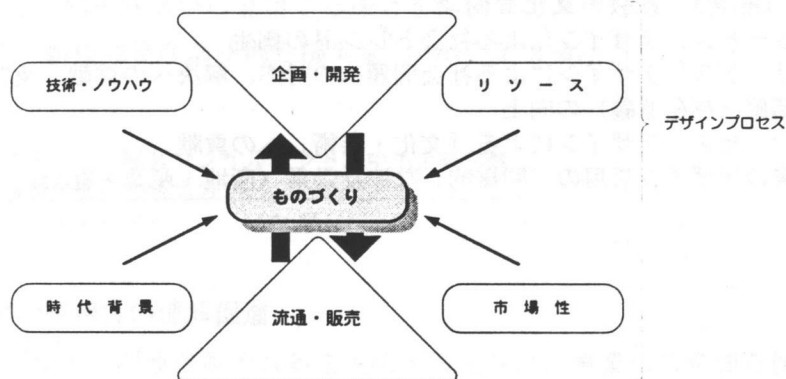 企画・開発
技術・ノウハウ
リソース
デザインプロセス
ものづくり
時代背景
流通・販売
市場性